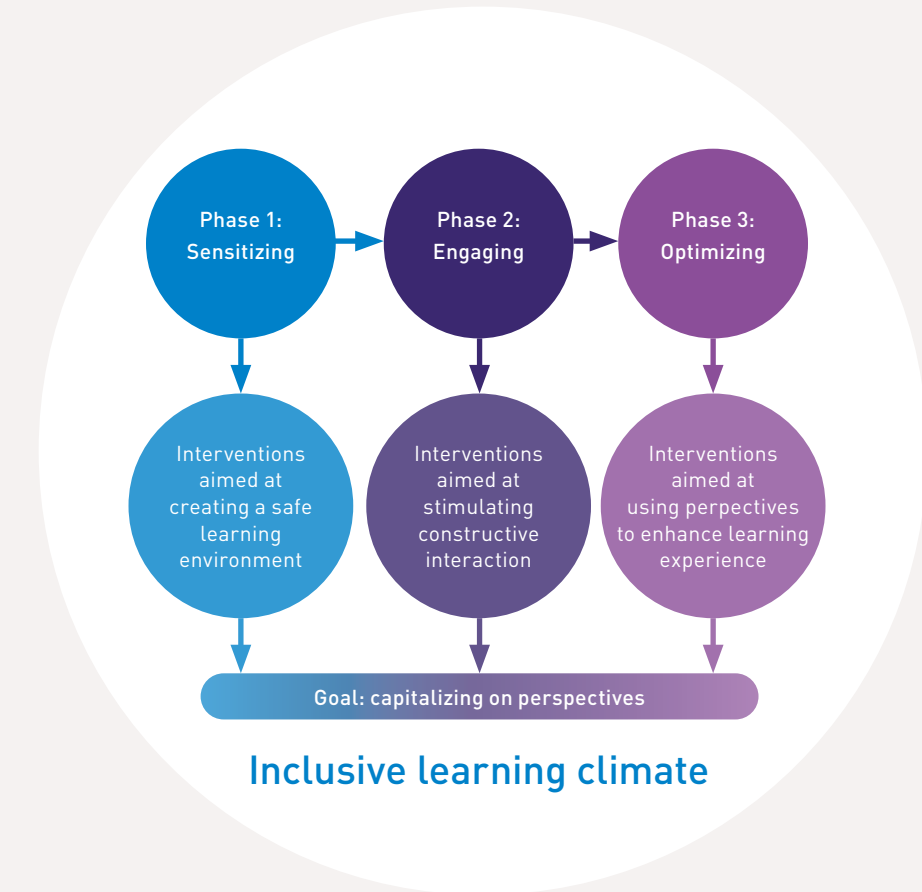 Phase 1:
Sensitizing
Phase 2:
Engaging
Phase 3:
Optimizing
Interventions
aimed at
creating a safe
learning
environment
Interventions
aimed at
stimulating
constructive
interaction
Interventions
aimed at
using perpectives
to enhance learning
experience
Goal: capitalizing on perspectives
Inclusive learning climate